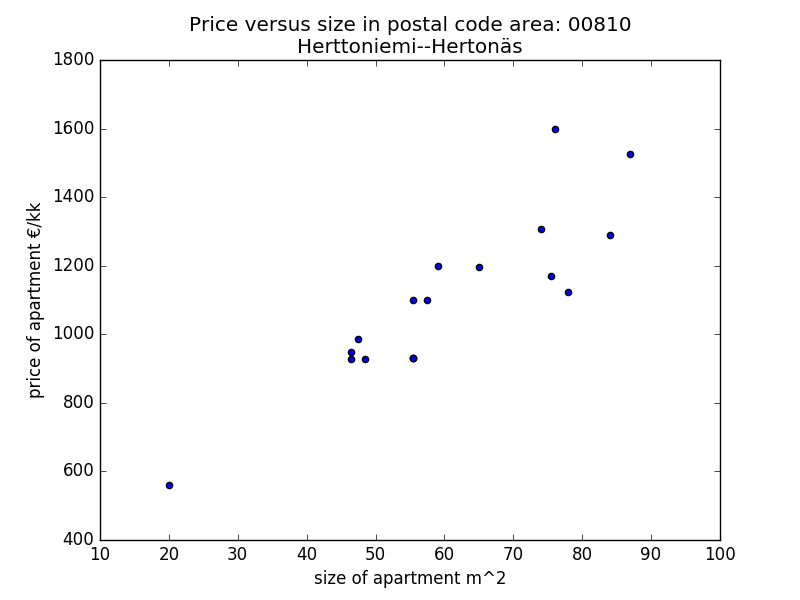 Price versus size in postal code area: 00810
Herttoniemi--Hertonäs
1800
1600
1400
1200
1000
800
600
400
price of apartment €/kk
10 20 30 40 50 60 70 80 90 100
size of apartment m^2